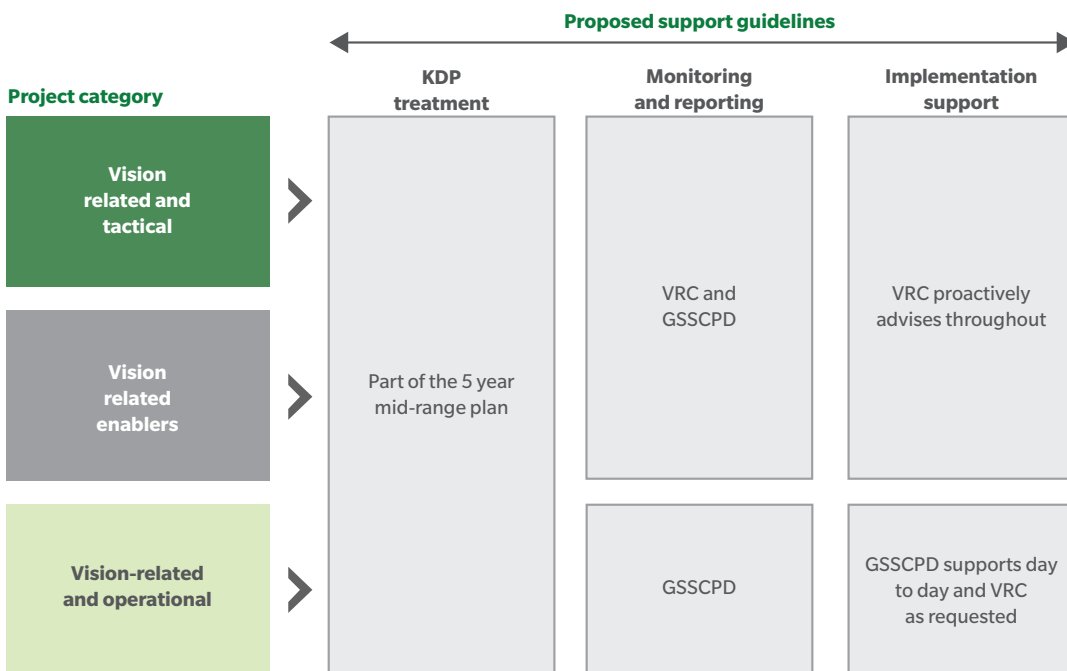 Proposed support guidelines
Project category
KDP
treatment
Monitoring
and reporting
Implementation
support
Vision
related and
tactical
Vision
related
enablers
Vision-related
and operational
Part of the 5 year
mid-range plan
VRC and
GSSCPD
VRC proactively
advises throughout
GSSCPD
GSSCPD supports day
to day and VRC
as requested